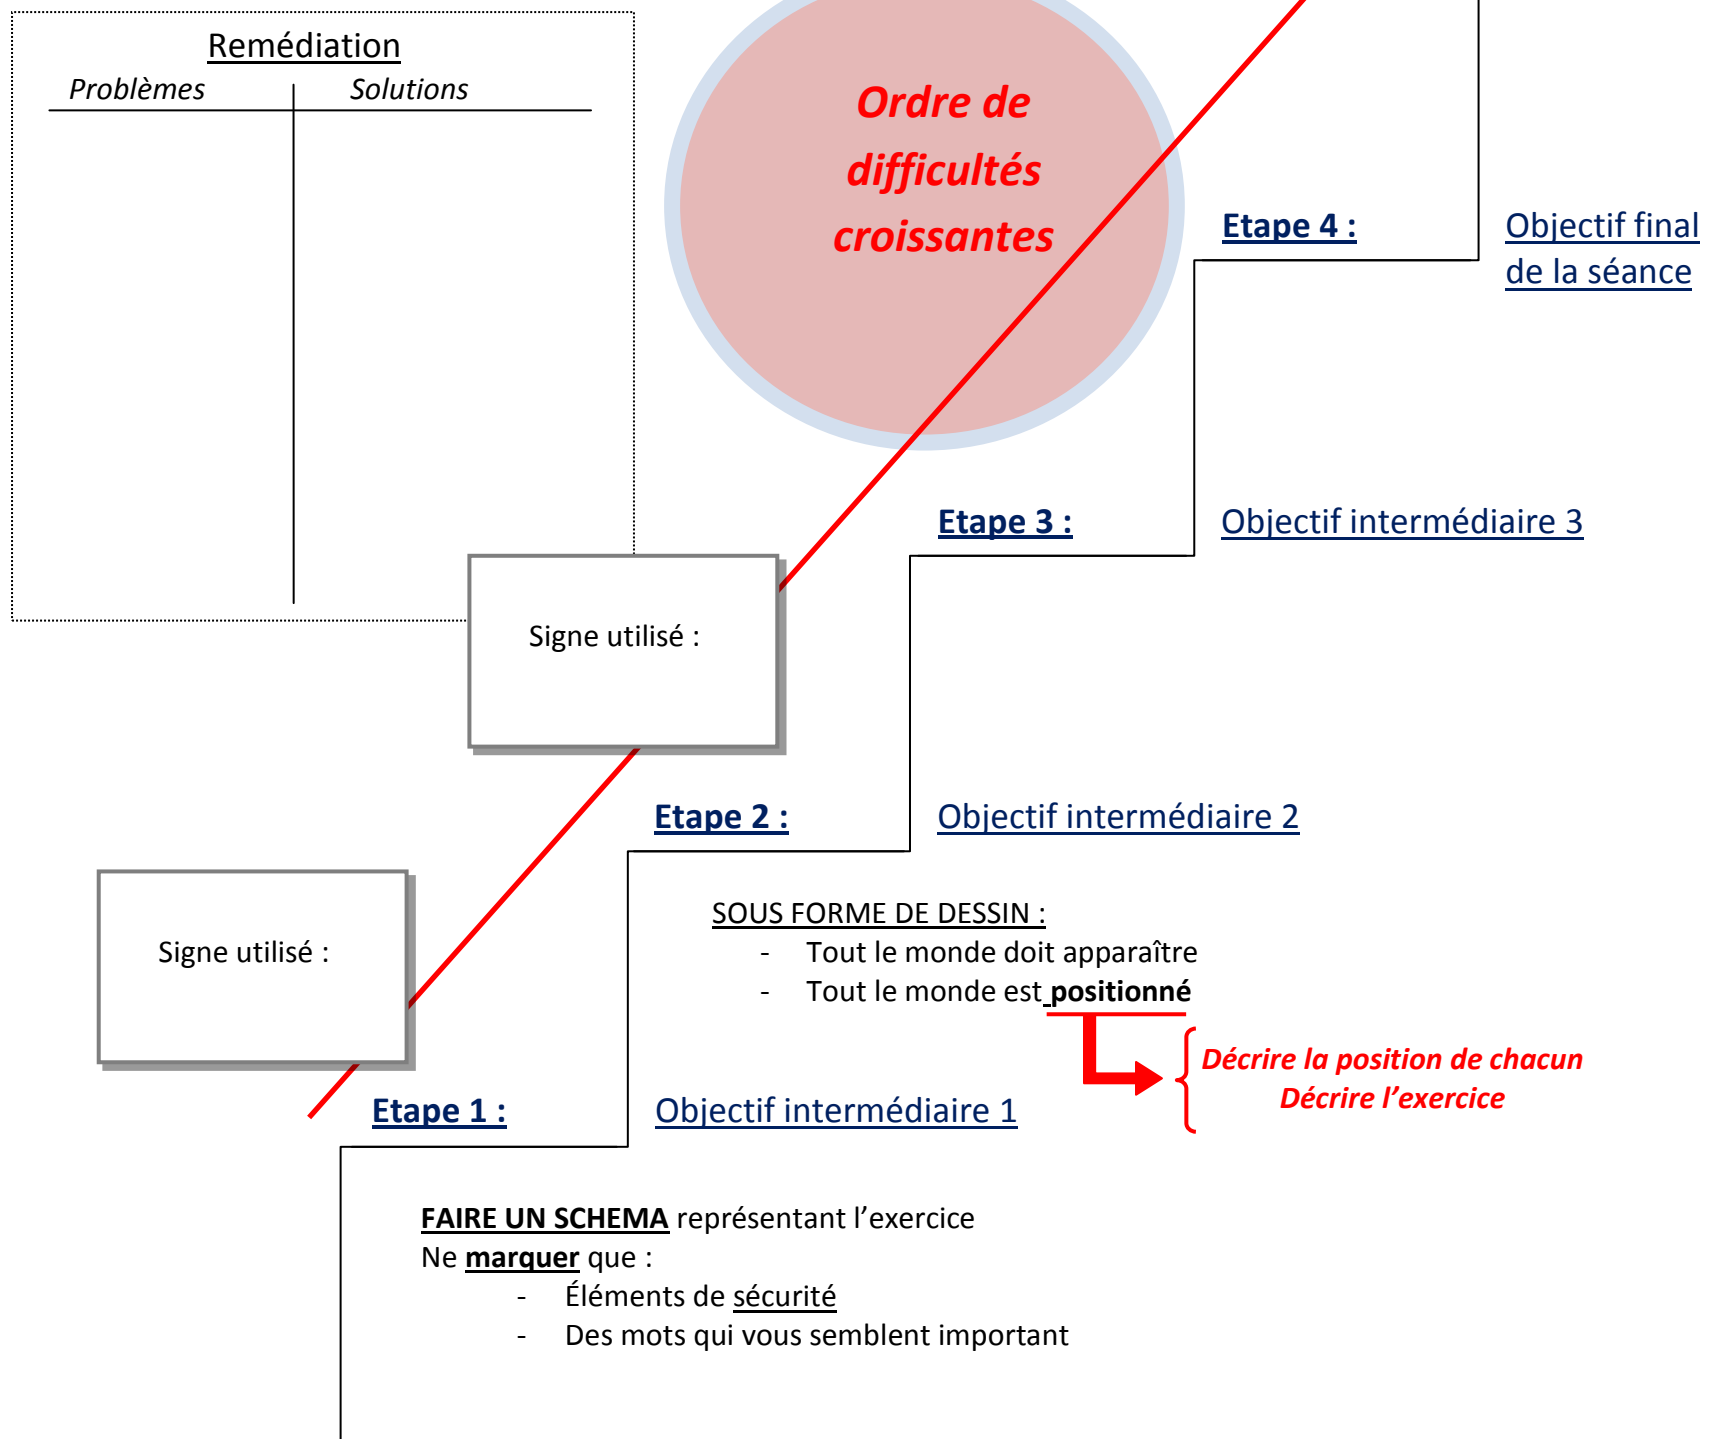 Remédiation
Problèmes Solutions
Ordre de
difficultés
croissantes
Etape 4 :
Objectif final
de la séance
Etape 3 :
Objectif intermédiaire 3
Signe utilisé :
Etape 2 :
Objectif intermédiaire 2
Signe utilisé :
SOUS FORME DE DESSIN :
- Tout le monde doit apparaître
- Tout le monde est positionné
Décrire la position de chacun
Décrire l’exercice
Etape 1 :
Objectif intermédiaire 1
FAIRE UN SCHEMA représentant l’exercice
Ne marquer que :
- Éléments de sécurité
- Des mots qui vous semblent important